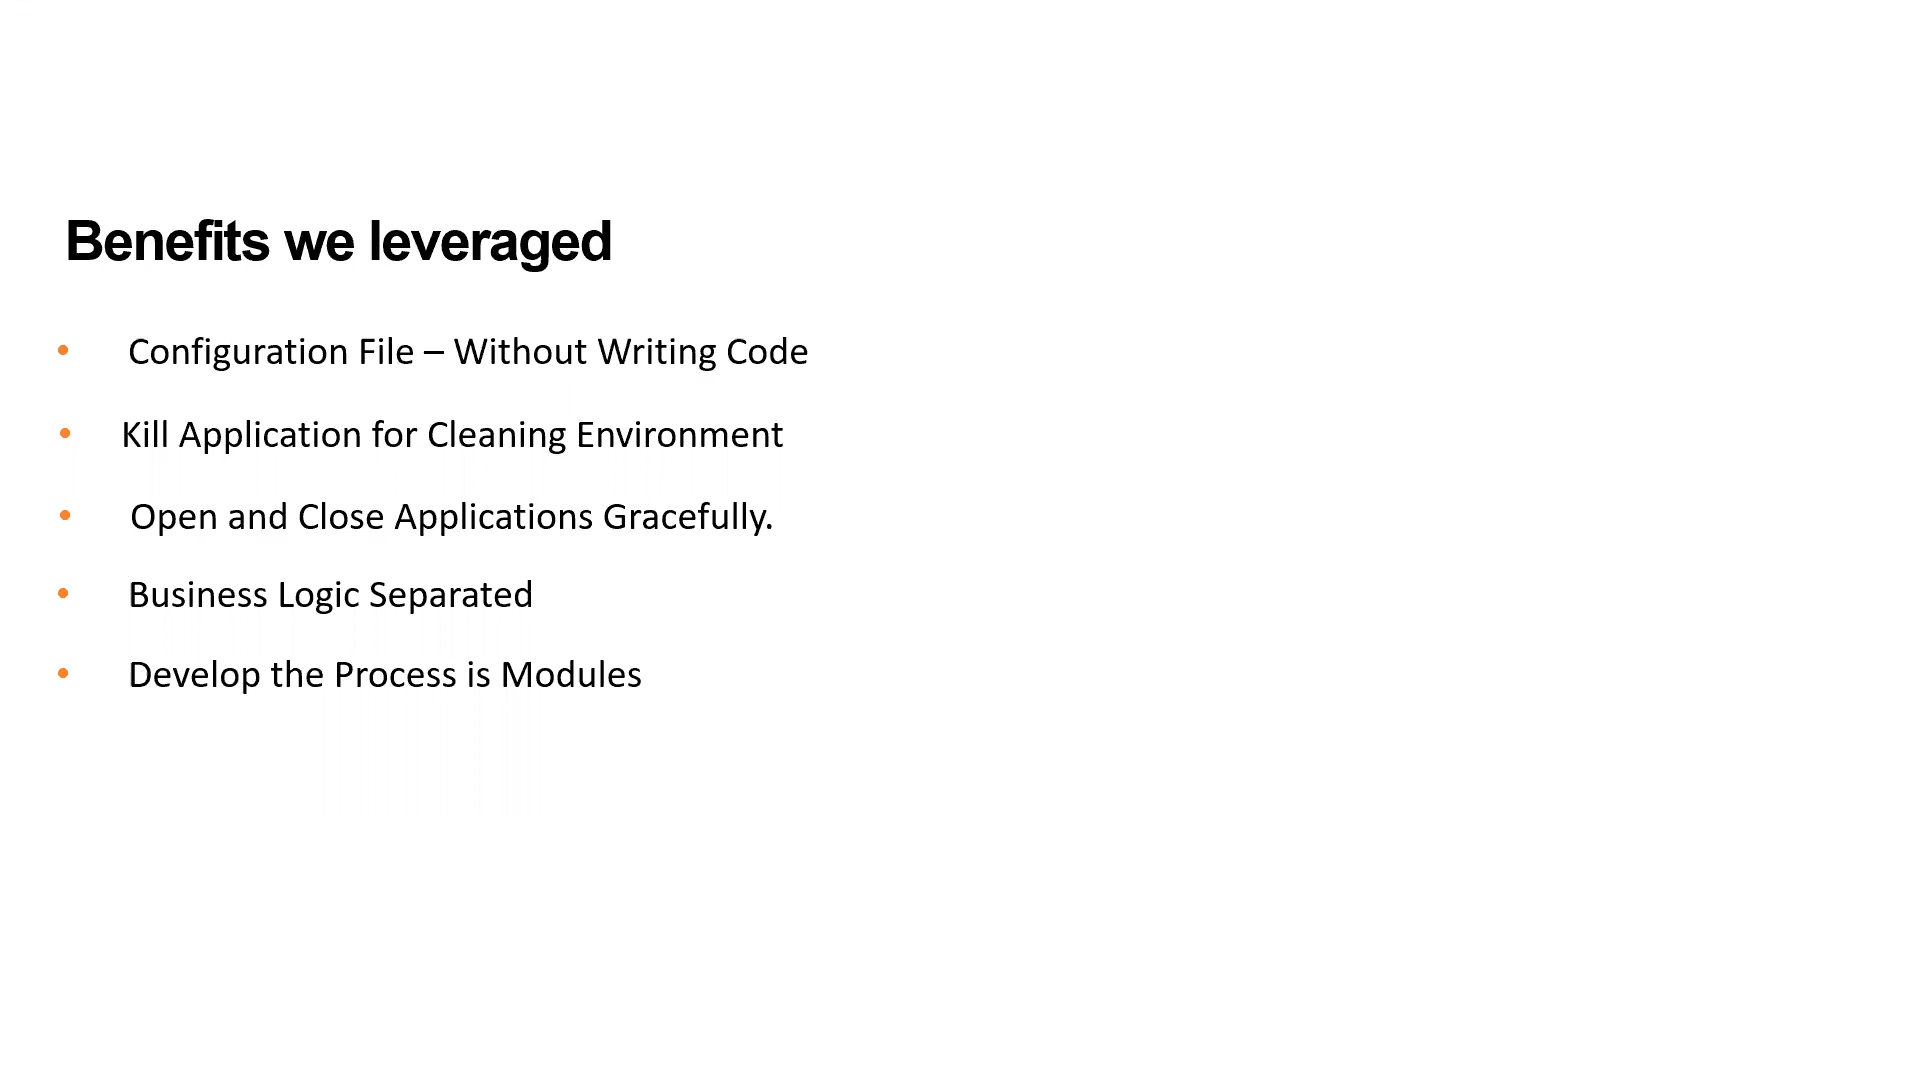 Benefits we leveraged
• Configuration File – Without Writing Code
• Kill Application for Cleaning Environment
• Open and Close Applications Gracefully.
• Business Logic Separated
• Develop the Process is Modules